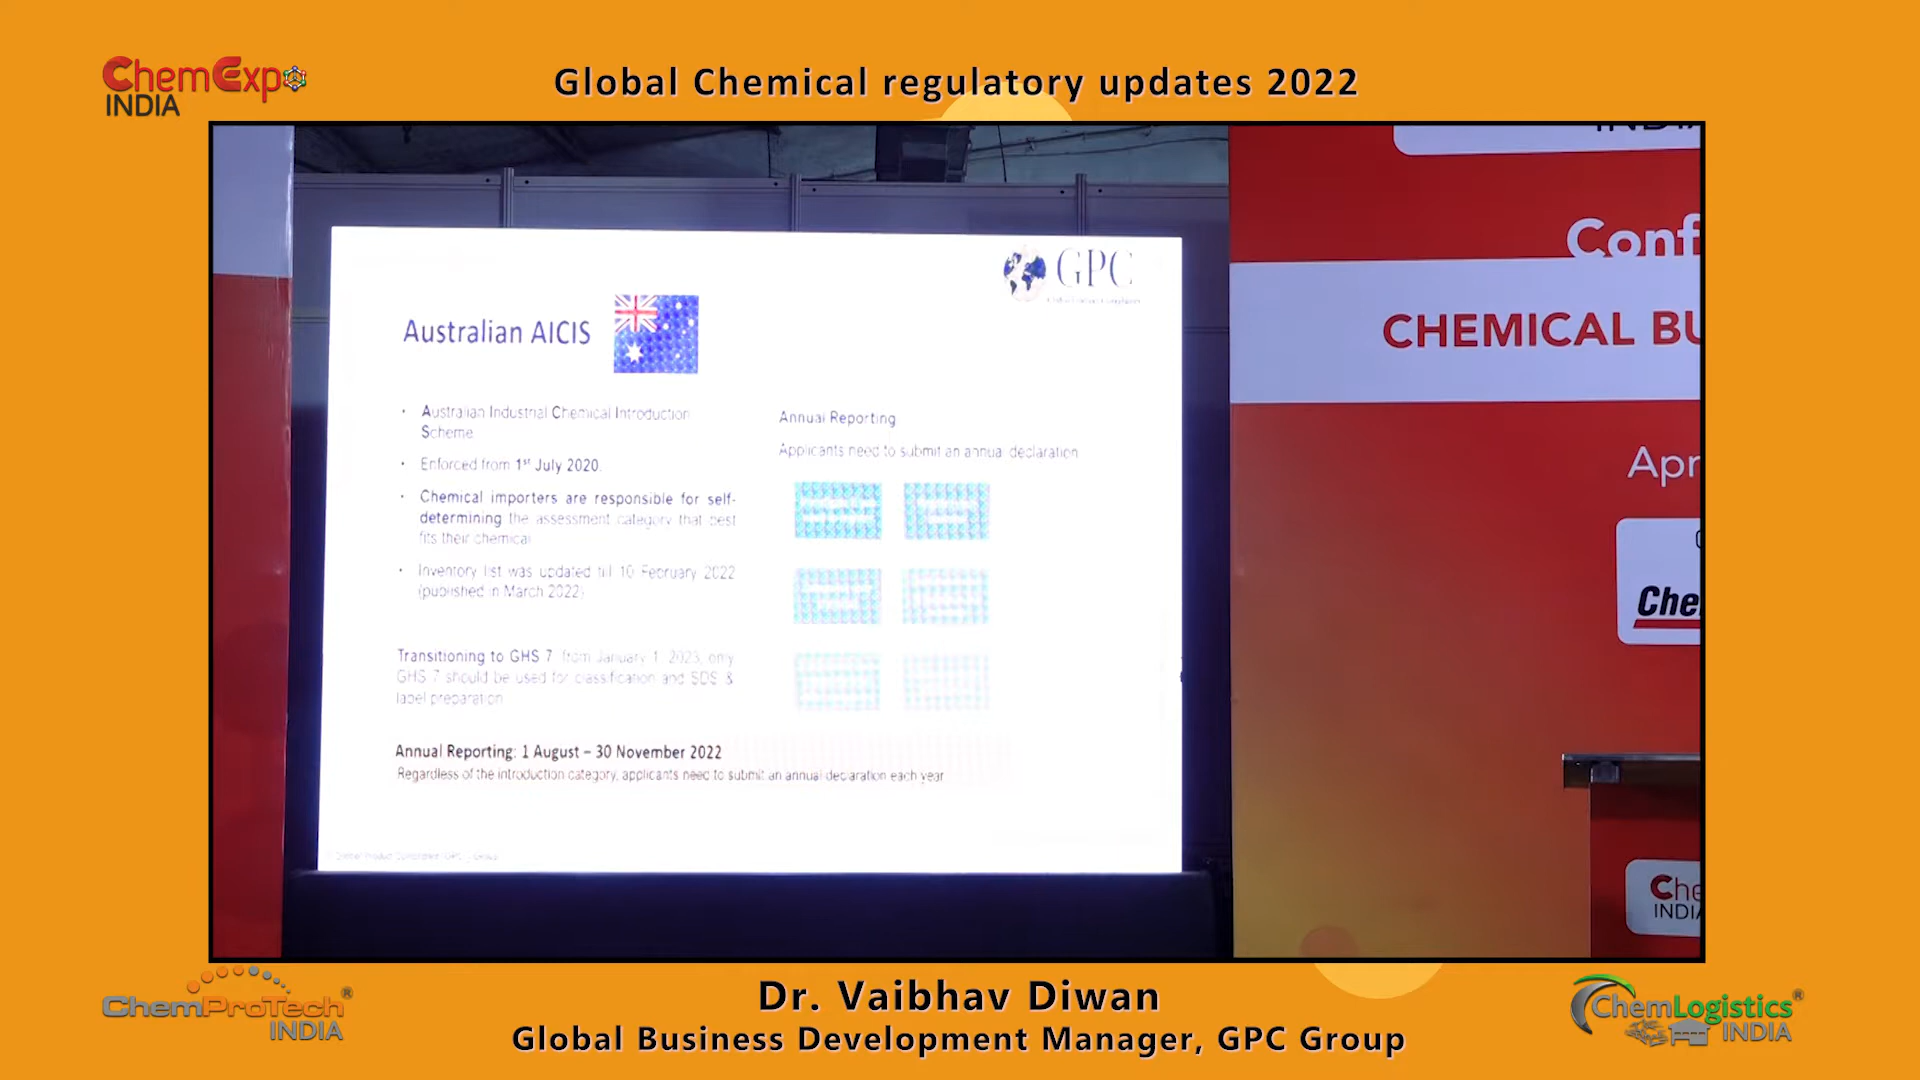 ChemExpo
INDIA
Global Chemical regulatory updates 2022
GPC
Australian AICIS
• Australian Industrial Chemical Introduction
Scheme
• Enforced from 1st July 2020.
• Chemical importers are responsible for self-
determining the assessment category that best
fits their chemical
• Inventory list was updated till 10 February 2022
(published in March 2022)
Transitioning to GHS 7 from January 1, 2023, only
GHS 7 should be used for classification and SDS &
label preparation
Annual Reporting
Applicants need to submit an annual declaration
Annual Reporting: 1 August – 30 November 2022
Regardless of the introduction category, applicants need to submit an annual declaration each year
Conf
CHEMICAL BU
Apr
Che
Che
INDIA
ChemProTech®
INDIA
Dr. Vaibhav Diwan
Global Business Development Manager, GPC Group
ChemLogistics®
INDIA